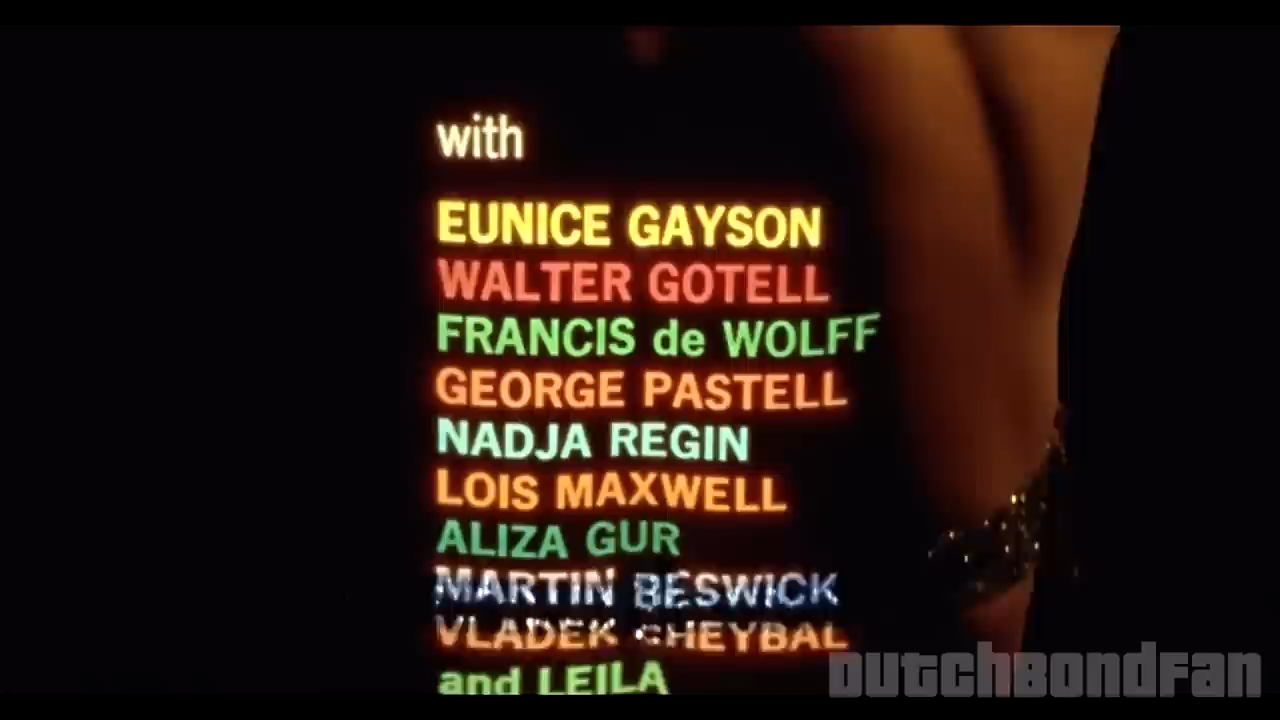 with
EUNICE GAYSON
WALTER GOTELL
FRANCIS de WOLFF
GEORGE PASTELL
NADJA REGIN
LOIS MAXWELL
ALIZA GUR
MARTIN BESWICK
VLADEK SHEYBAL
and LEILA
DUTCHBONDFAN